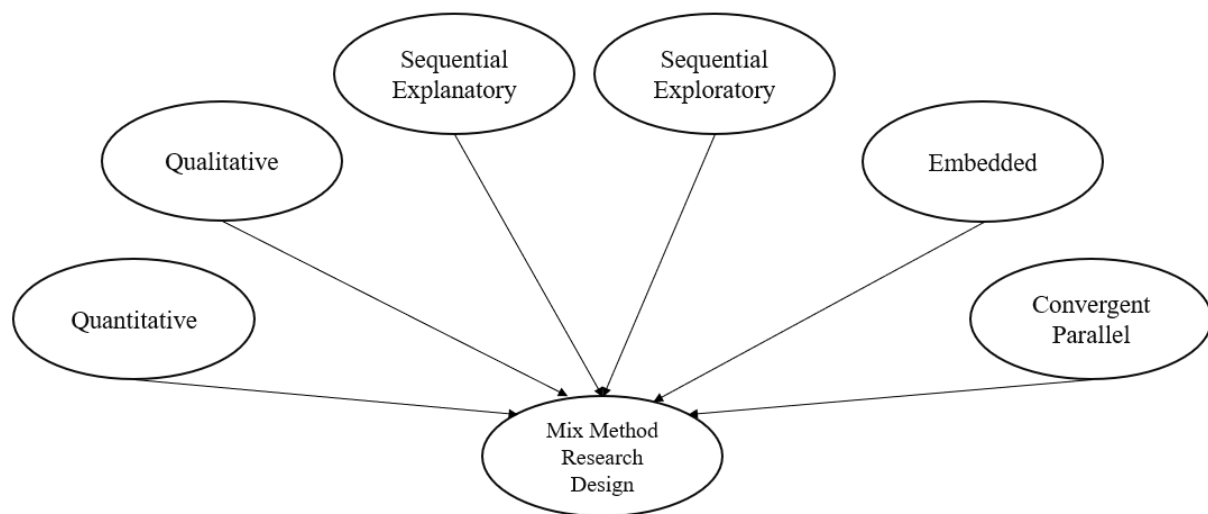 Sequential
Explanatory
Sequential
Exploratory
Qualitative
Embedded
Quantitative
Convergent
Parallel
Mix Method
Research
Design